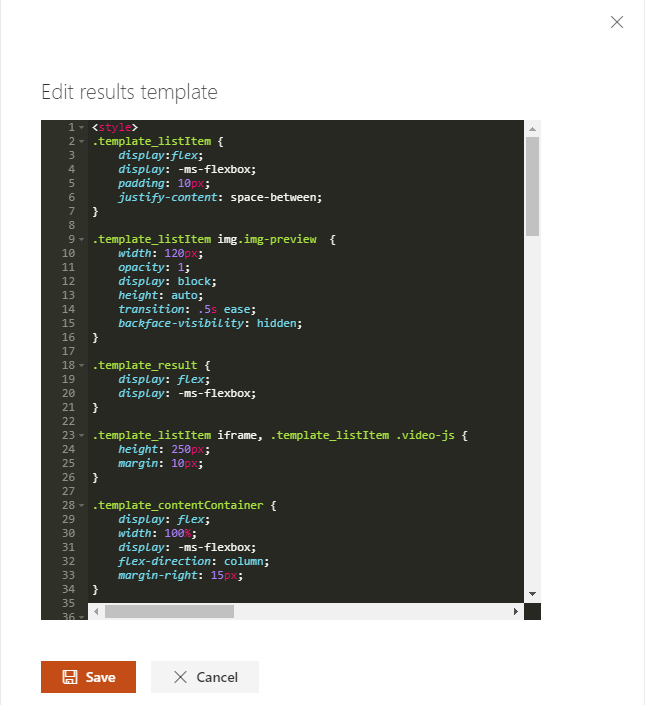 Edit results template
1 <style>
2 .template_listItem {
3 display:flex;
4 display: -ms-flexbox;
5 padding: 10px;
6 justify-content: space-between;
7 }
8
9 .template_listItem img.img-preview  {
10 width: 120px;
11 opacity: 1;
12 display: block;
13 height: auto;
14 transition: .5s ease;
15 backface-visibility: hidden;
16 }
17
18 .template_result {
19 display: flex;
20 display: -ms-flexbox;
21 }
22
23 .template_listItem iframe, .template_listItem .video-js {
24 height: 250px;
25 margin: 10px;
26 }
27
28 .template_contentContainer {
29 display: flex;
30 width: 100%;
31 display: -ms-flexbox;
32 flex-direction: column;
33 margin-right: 15px;
34 }
35
36
Save Cancel